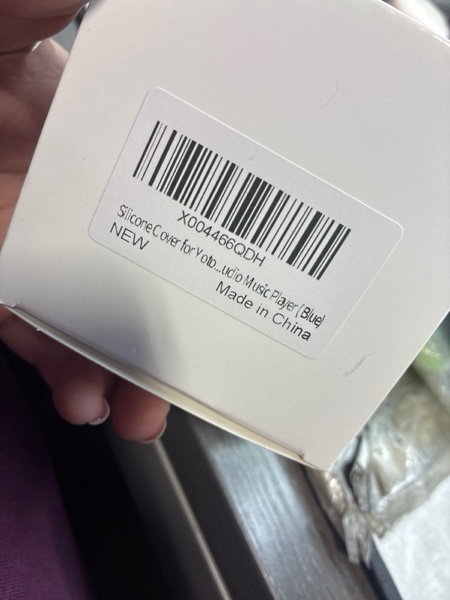 X004466QDH
Silicone Cover for Yoto...udio Music Player (Blue)
NEW
Made in China